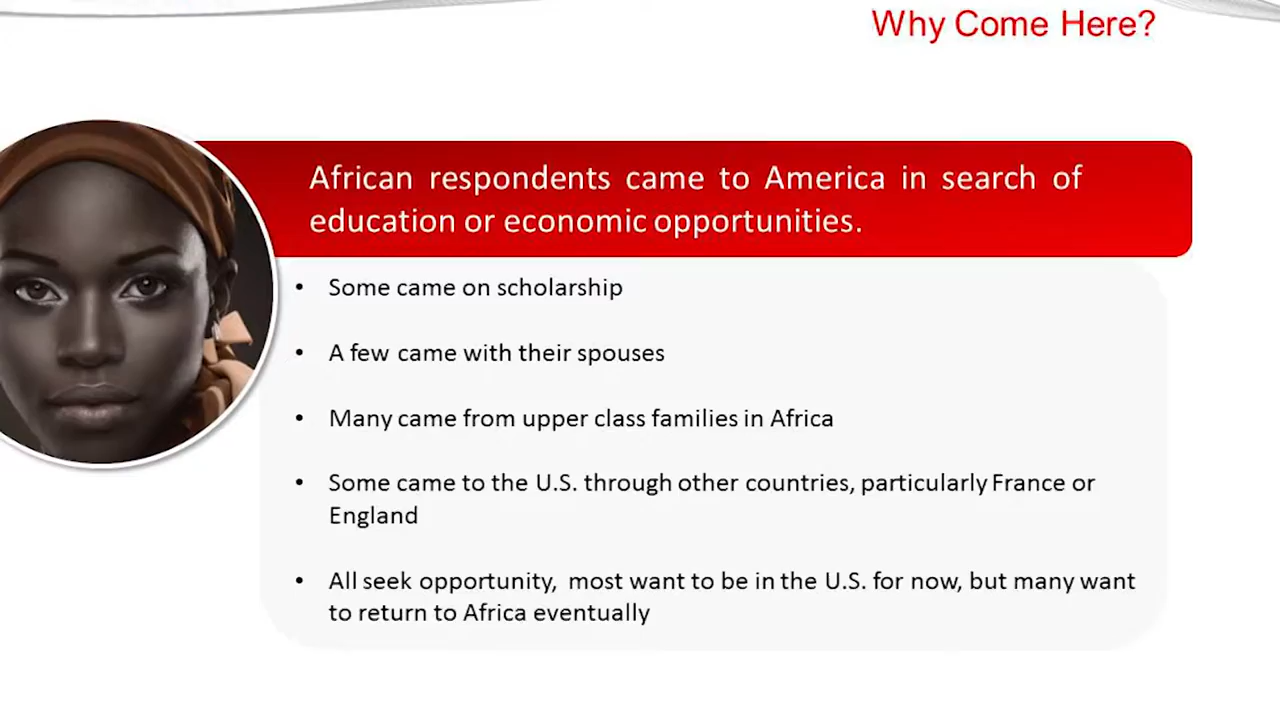 Why Come Here?
African respondents came to America in search of
education or economic opportunities.
• Some came on scholarship
• A few came with their spouses
• Many came from upper class families in Africa
• Some came to the U.S. through other countries, particularly France or
England
• All seek opportunity, most want to be in the U.S. for now, but many want
to return to Africa eventually